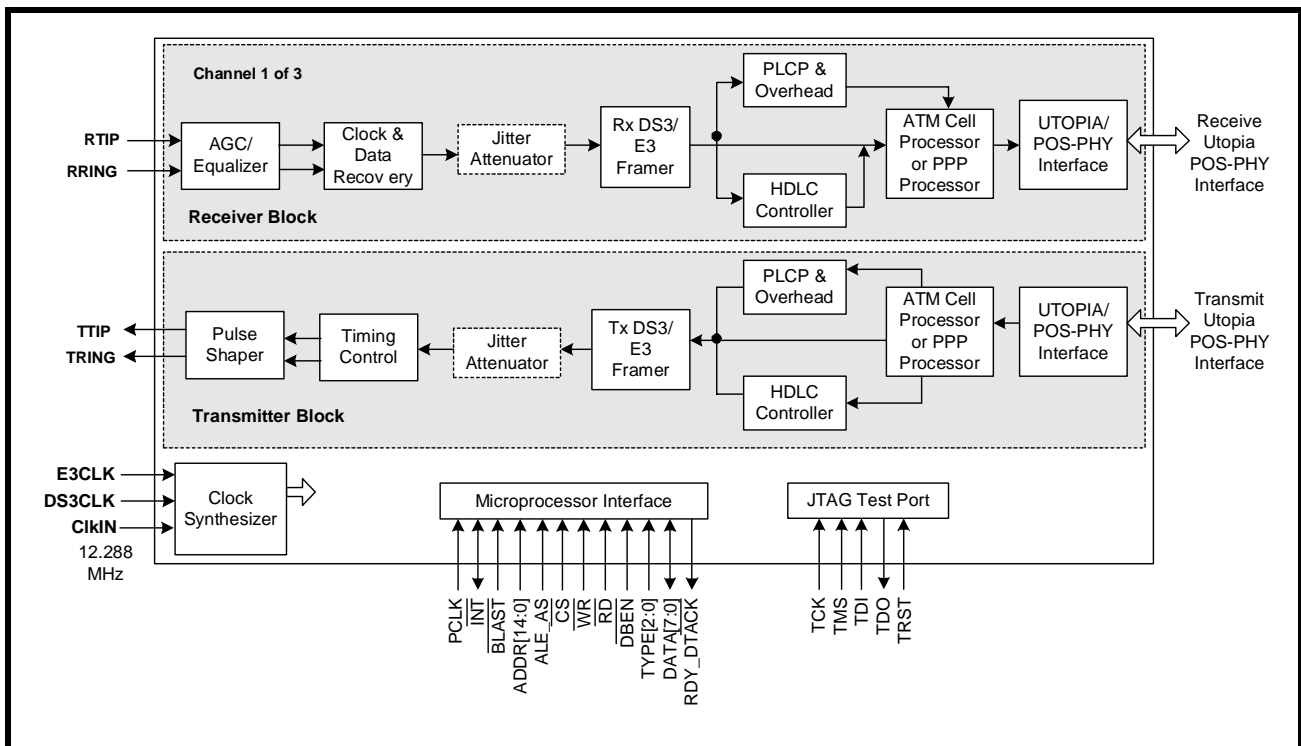 Channel 1 of 3
RTIP
RRING
AGC/
Equalizer
Clock &
Data
Recovery
Jitter
Attenuator
Rx DS3/
E3
Framer
PLCP &
Overhead
HDLC
Controller
ATM Cell
Processor
or PPP
Processor
UTOPIA/
POS-PHY
Interface
Receive
Utopia
POS-PHY
Interface
Receiver Block
TTIP
TRING
Pulse
Shaper
Timing
Control
Jitter
Attenuator
Tx DS3/
E3
Framer
PLCP &
Overhead
HDLC
Controller
ATM Cell
Processor
or PPP
Processor
UTOPIA/
POS-PHY
Interface
Transmit
Utopia
POS-PHY
Interface
Transmitter Block
E3CLK
DS3CLK
ClkIN
12.288
MHz
Clock
Synthesizer
Microprocessor Interface
PCLK
INT
BLAST
ADDR[14:0]
ALE_AS
CS
WR
RD
DBEN
TYPE[2:0]
DATA[7:0]
RDY_DTACK
JTAG Test Port
TCK
TMS
TDI
TDO
TRST